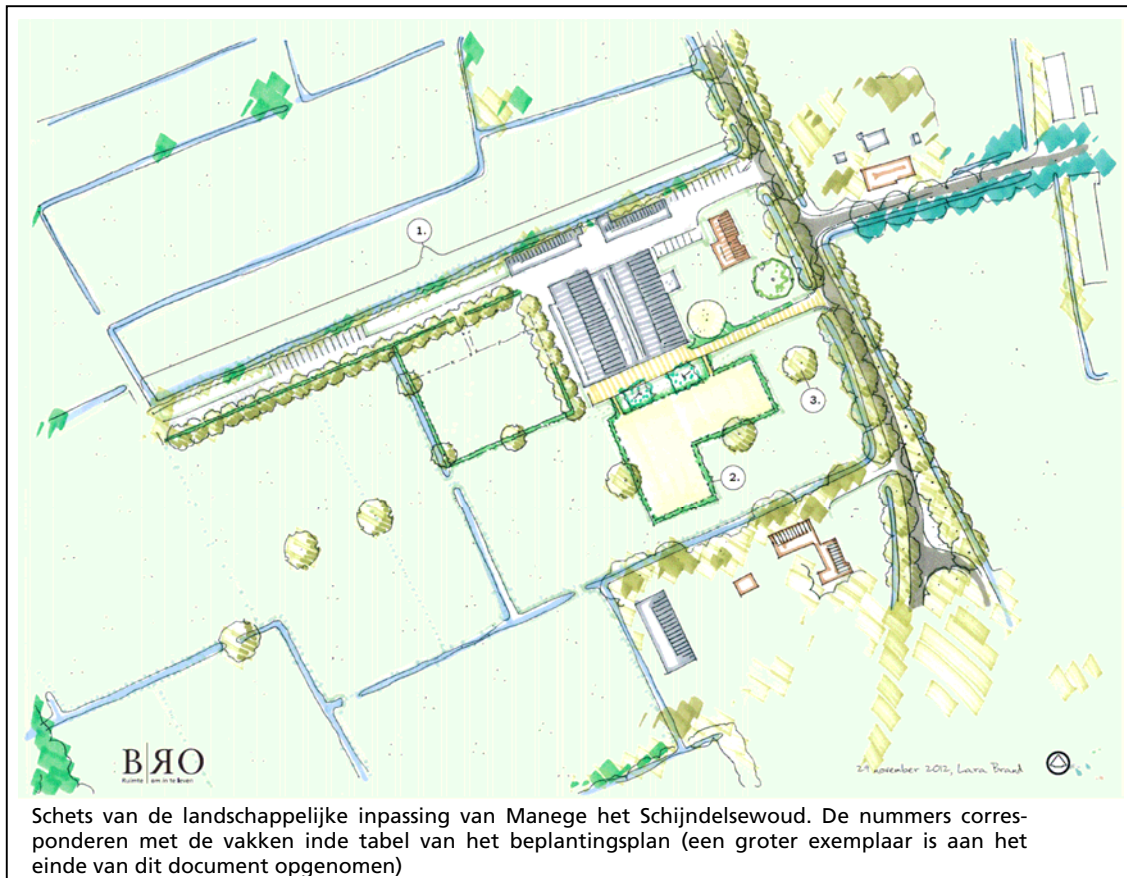 1.
3.
2.
BRO
Ruimte om in te leven
29 november 2012, Lara Brand
Schets van de landschappelijke inpassing van Manege het Schijndelsewoud. De nummers corres-
ponderen met de vakken inde tabel van het beplantingsplan (een groter exemplaar is aan het
einde van dit document opgenomen)